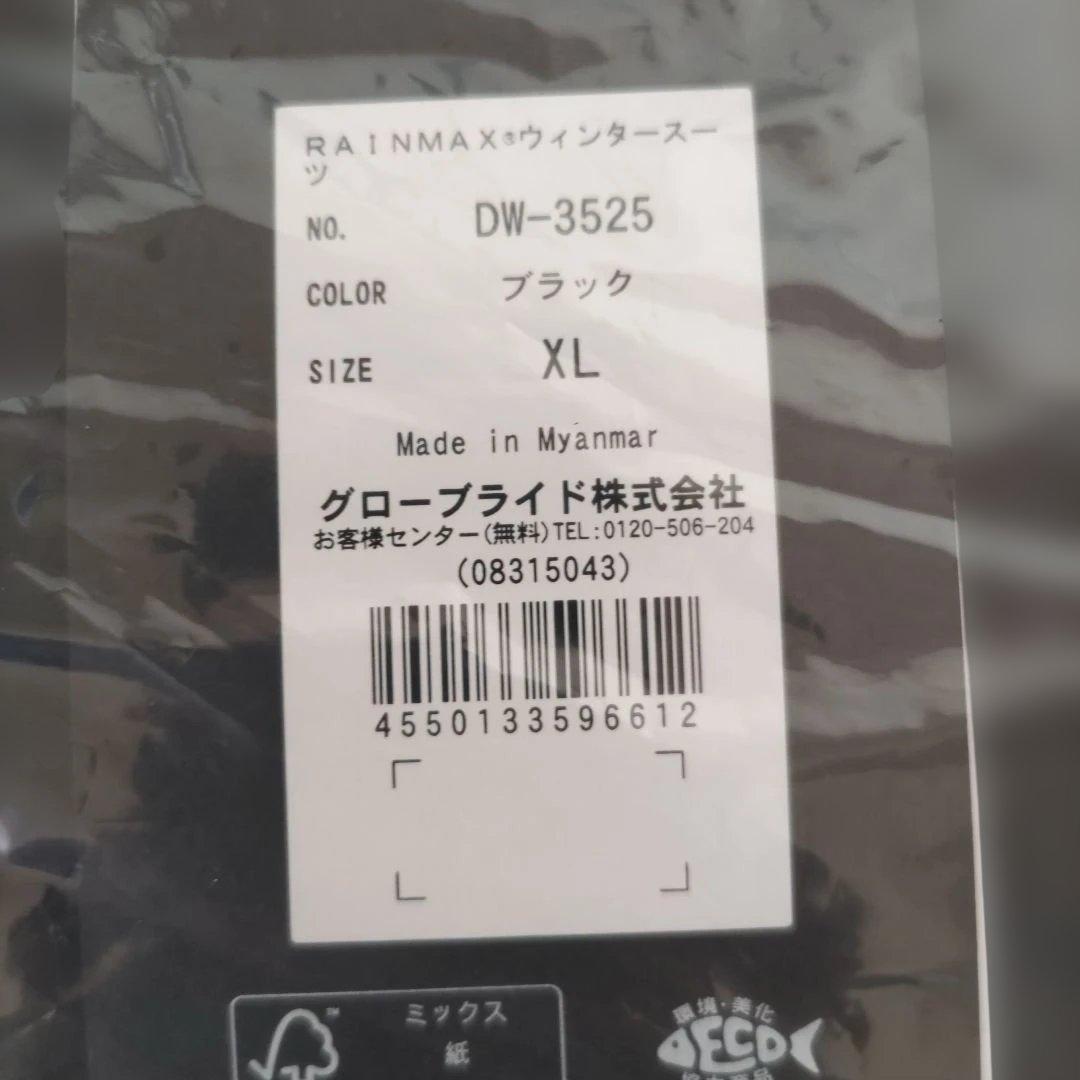 RAINMAX®ウィンタースー
ツ
NO. DW-3525
COLOR ブラック
SIZE XL
Made in Myanmar
グローブライド株式会社
お客様センター(無料)TEL:0120-506-204
(08315043)
4550133596612
ミックス
紙
環境・美化
ECO